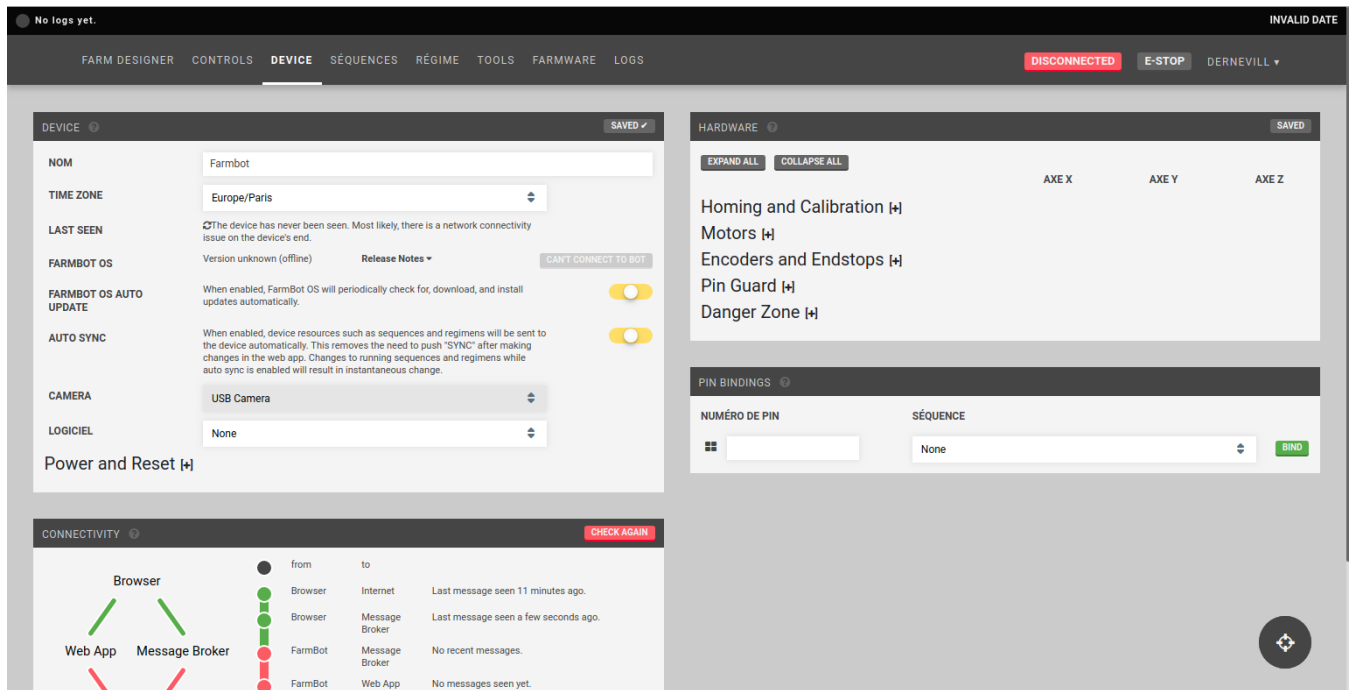 No logs yet.
INVALID DATE
FARM DESIGNER CONTROLS DEVICE SÉQUENCES RÉGIME TOOLS FARMWARE LOGS
DISCONNECTED E-STOP DERNEVILL ▾
DEVICE
SAVED ✔
NOM
Farmbot
TIME ZONE
Europe/Paris
LAST SEEN
The device has never been seen. Most likely, there is a network connectivity
issue on the device's end.
FARMBOT OS
Version unknown (offline)
Release Notes ▾
CAN'T CONNECT TO BOT
FARMBOT OS AUTO
UPDATE
When enabled, FarmBot OS will periodically check for, download, and install
updates automatically.
AUTO SYNC
When enabled, device resources such as sequences and regimens will be sent to
the device automatically. This removes the need to push "SYNC" after making
changes in the web app. Changes to running sequences and regimens while
auto sync is enabled will result in instantaneous change.
CAMERA
USB Camera
LOGICIEL
None
Power and Reset [+]
CONNECTIVITY
CHECK AGAIN
Browser
Web App Message Broker
from to
Browser Internet Last message seen 11 minutes ago.
Browser Message Last message seen a few seconds ago.
Broker
FarmBot Message No recent messages.
Broker
FarmBot Web App No messages seen yet.
HARDWARE
SAVED
EXPAND ALL COLLAPSE ALL
AXE X AXE Y AXE Z
Homing and Calibration [+]
Motors [+]
Encoders and Endstops [+]
Pin Guard [+]
Danger Zone [+]
PIN BINDINGS
NUMÉRO DE PIN SÉQUENCE
None
BIND